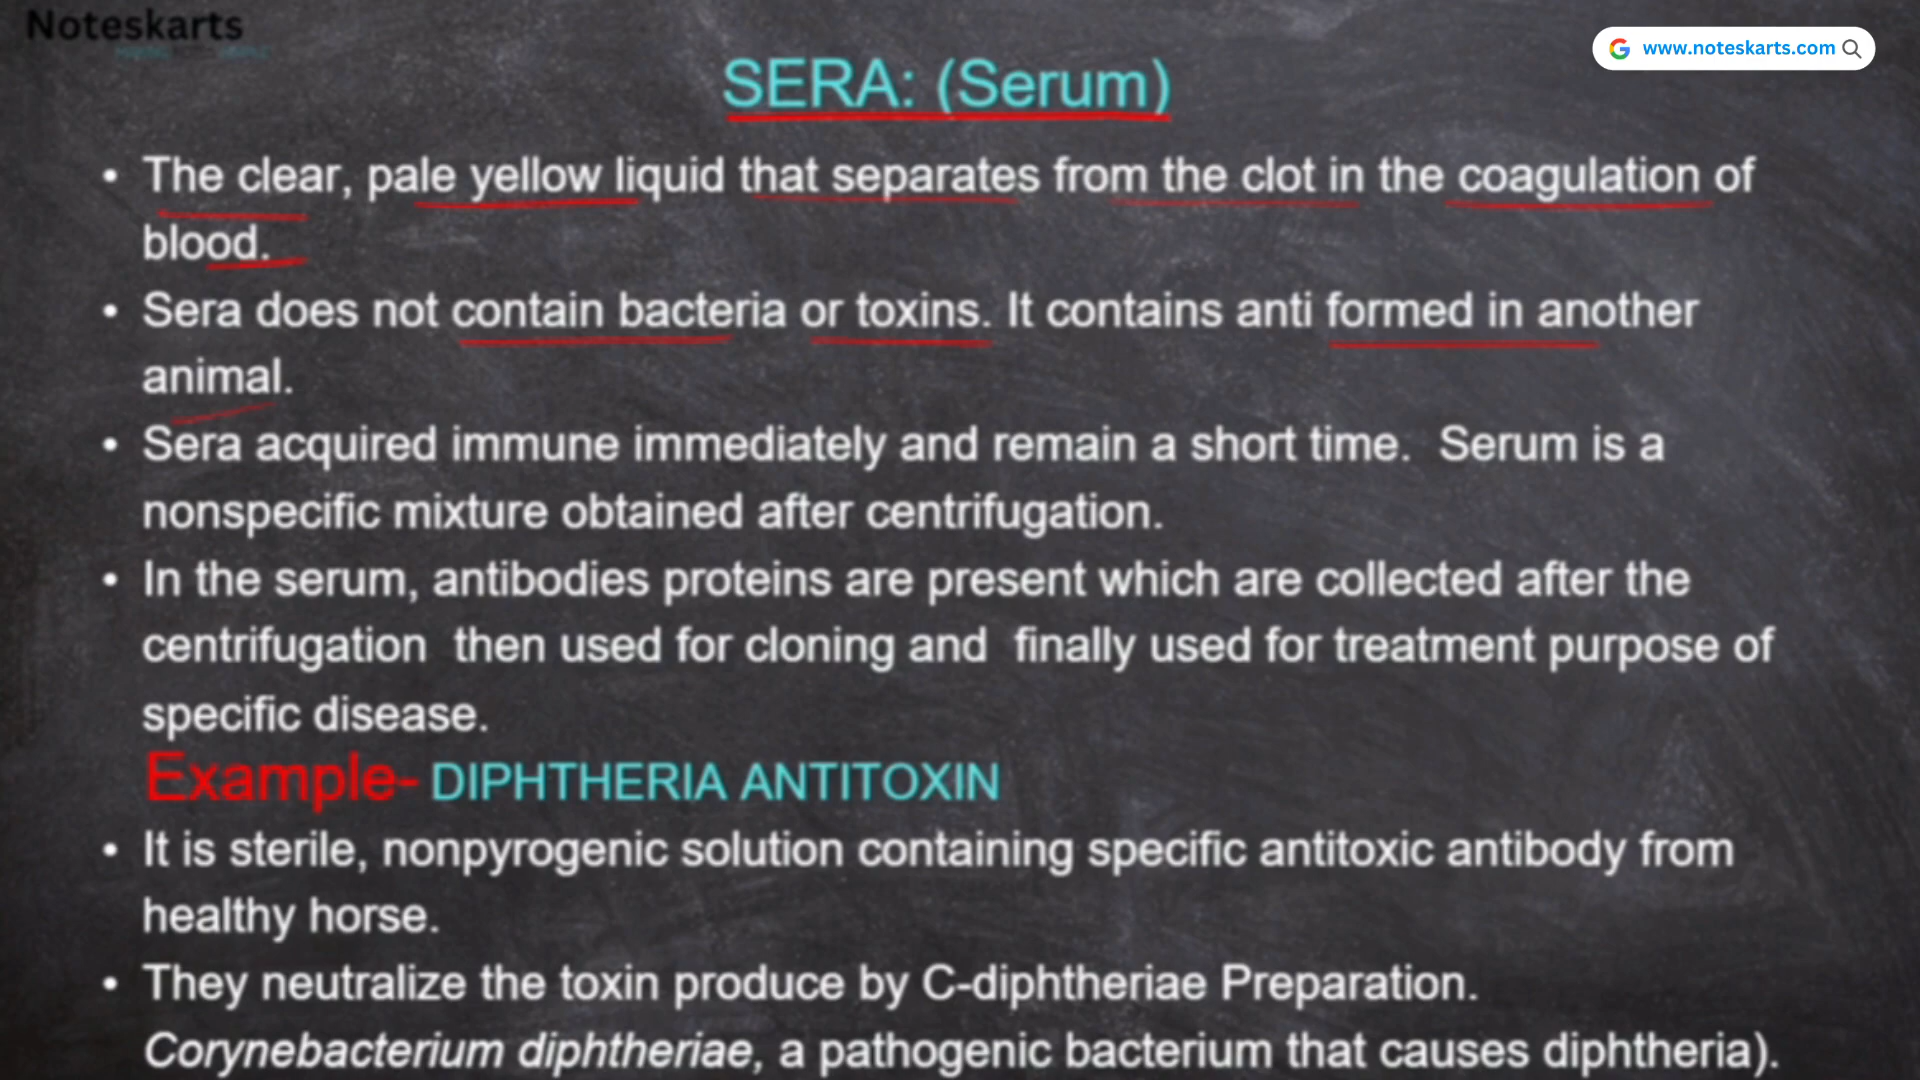 Noteskarts
www.noteskarts.com
SERA: (Serum)
• The clear, pale yellow liquid that separates from the clot in the coagulation of
blood.
• Sera does not contain bacteria or toxins. It contains anti formed in another
animal.
• Sera acquired immune immediately and remain a short time. Serum is a
nonspecific mixture obtained after centrifugation.
• In the serum, antibodies proteins are present which are collected after the
centrifugation then used for cloning and finally used for treatment purpose of
specific disease.
Example- DIPHTHERIA ANTITOXIN
• It is sterile, nonpyrogenic solution containing specific antitoxic antibody from
healthy horse.
• They neutralize the toxin produce by C-diphtheriae Preparation.
Corynebacterium diphtheriae, a pathogenic bacterium that causes diphtheria).